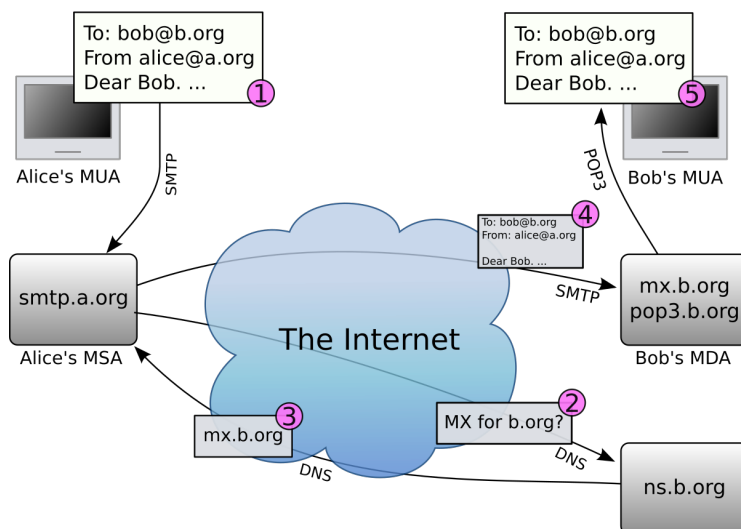 To: bob@b.org
From alice@a.org
Dear Bob. ...
1
Alice's MUA
SMTP
To: bob@b.org
From alice@a.org
Dear Bob. ...
5
Bob's MUA
POP3
4
To: bob@b.org
From: alice@a.org
Dear Bob. ...
SMTP
smtp.a.org
Alice's MSA
The Internet
mx.b.org
pop3.b.org
Bob's MDA
2
MX for b.org?
DNS
3
mx.b.org
DNS
ns.b.org